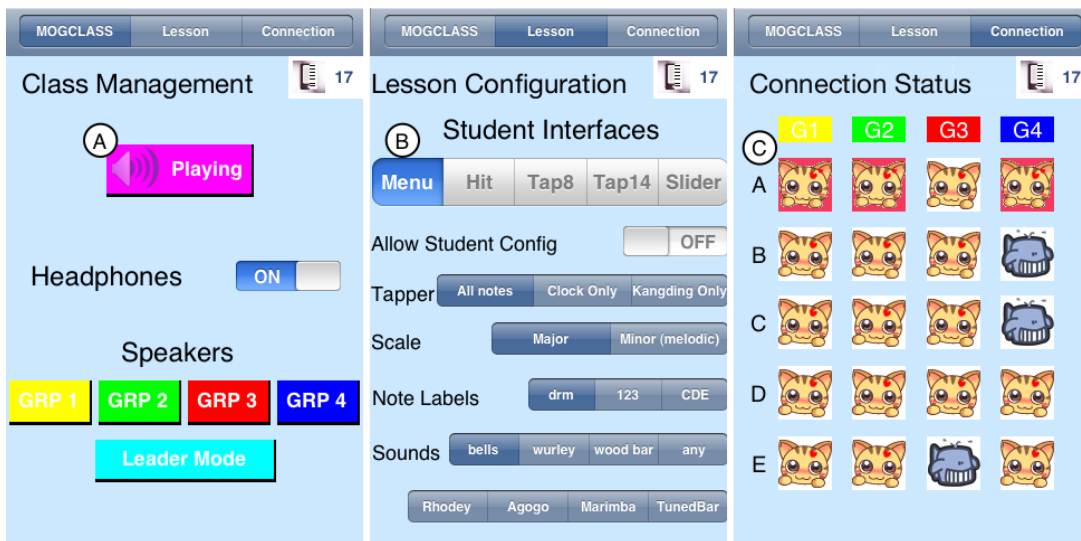 MOGCLASS Lesson Connection
Class Management 17
A
Playing
Headphones ON
Speakers
GRP 1 GRP 2 GRP 3 GRP 4
Leader Mode
MOGCLASS Lesson Connection
Lesson Configuration 17
B Student Interfaces
Menu Hit Tap8 Tap14 Slider
Allow Student Config OFF
Tapper All notes Clock Only Kangding Only
Scale Major Minor (melodic)
Note Labels drm 123 CDE
Sounds bells wurley wood bar any
Rhodey Agogo Marimba TunedBar
MOGCLASS Lesson Connection
Connection Status 17
G1 G2 G3 G4
C
A
B
C
D
E